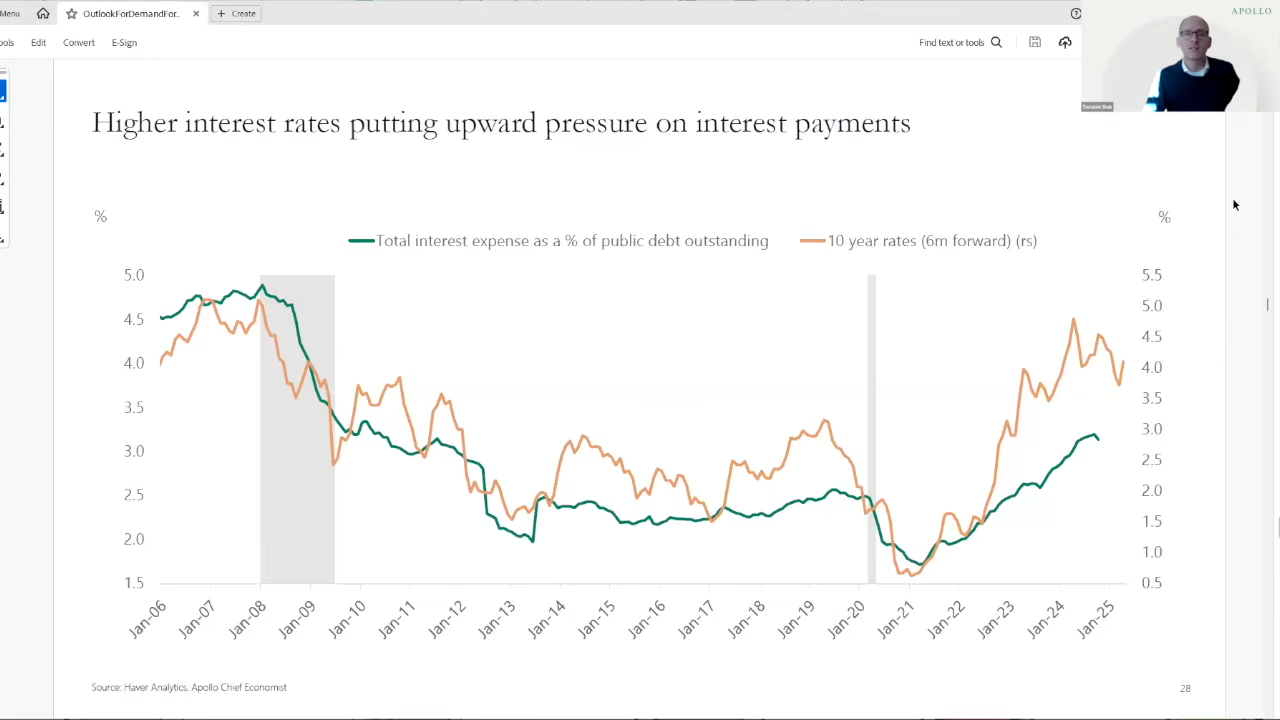 Menu
OutlookForDemandFor...
Create
APOLLO
Edit
Convert
E-Sign
Find text or tools
Torsten Slok
Higher interest rates putting upward pressure on interest payments
%
%
Total interest expense as a % of public debt outstanding
10 year rates (6m forward) (rs)
5.0
4.5
4.0
3.5
3.0
2.5
2.0
1.5
5.5
5.0
4.5
4.0
3.5
3.0
2.5
2.0
1.5
1.0
0.5
Jan-06
Jan-07
Jan-08
Jan-09
Jan-10
Jan-11
Jan-12
Jan-13
Jan-14
Jan-15
Jan-16
Jan-17
Jan-18
Jan-19
Jan-20
Jan-21
Jan-22
Jan-23
Jan-24
Jan-25
Source: Haver Analytics, Apollo Chief Economist
28